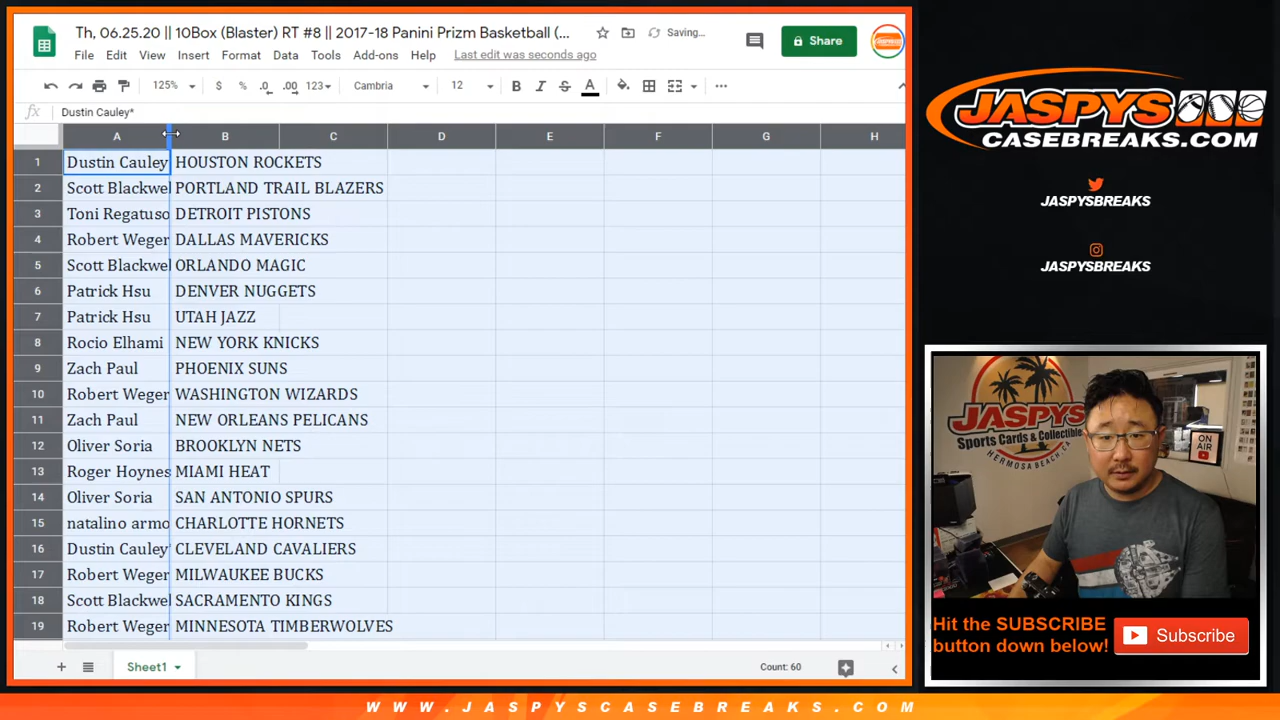 Th, 06.25.20 || 10Box (Blaster) RT #8 || 2017-18 Panini Prizm Basketball (...
Saving...
Share
File Edit View Insert Format Data Tools Add-ons Help Last edit was seconds ago
125% $ % .0 .00 123 Cambria 12 B I S A ...
fx Dustin Cauley*
A B C D E F G H
1 Dustin Cauley HOUSTON ROCKETS
2 Scott Blackwel PORTLAND TRAIL BLAZERS
3 Toni Regatuso DETROIT PISTONS
4 Robert Weger DALLAS MAVERICKS
5 Scott Blackwel ORLANDO MAGIC
6 Patrick Hsu DENVER NUGGETS
7 Patrick Hsu UTAH JAZZ
8 Rocio Elhami NEW YORK KNICKS
9 Zach Paul PHOENIX SUNS
10 Robert Weger WASHINGTON WIZARDS
11 Zach Paul NEW ORLEANS PELICANS
12 Oliver Soria BROOKLYN NETS
13 Roger Hoynes MIAMI HEAT
14 Oliver Soria SAN ANTONIO SPURS
15 natalino armo CHARLOTTE HORNETS
16 Dustin Cauley* CLEVELAND CAVALIERS
17 Robert Weger MILWAUKEE BUCKS
18 Scott Blackwel SACRAMENTO KINGS
19 Robert Weger MINNESOTA TIMBERWOLVES
+ Sheet1 Count: 60
JASPYS
CASEBREAKS.COM
JASPYSBREAKS
JASPYSBREAKS
JASPYS
Sports Cards & Collectible
HERMOSA BEACH, CA
ON
AIR
Hit the SUBSCRIBE
button down below!
Subscribe
WWW.JASPYSCASEBREAKS.COM